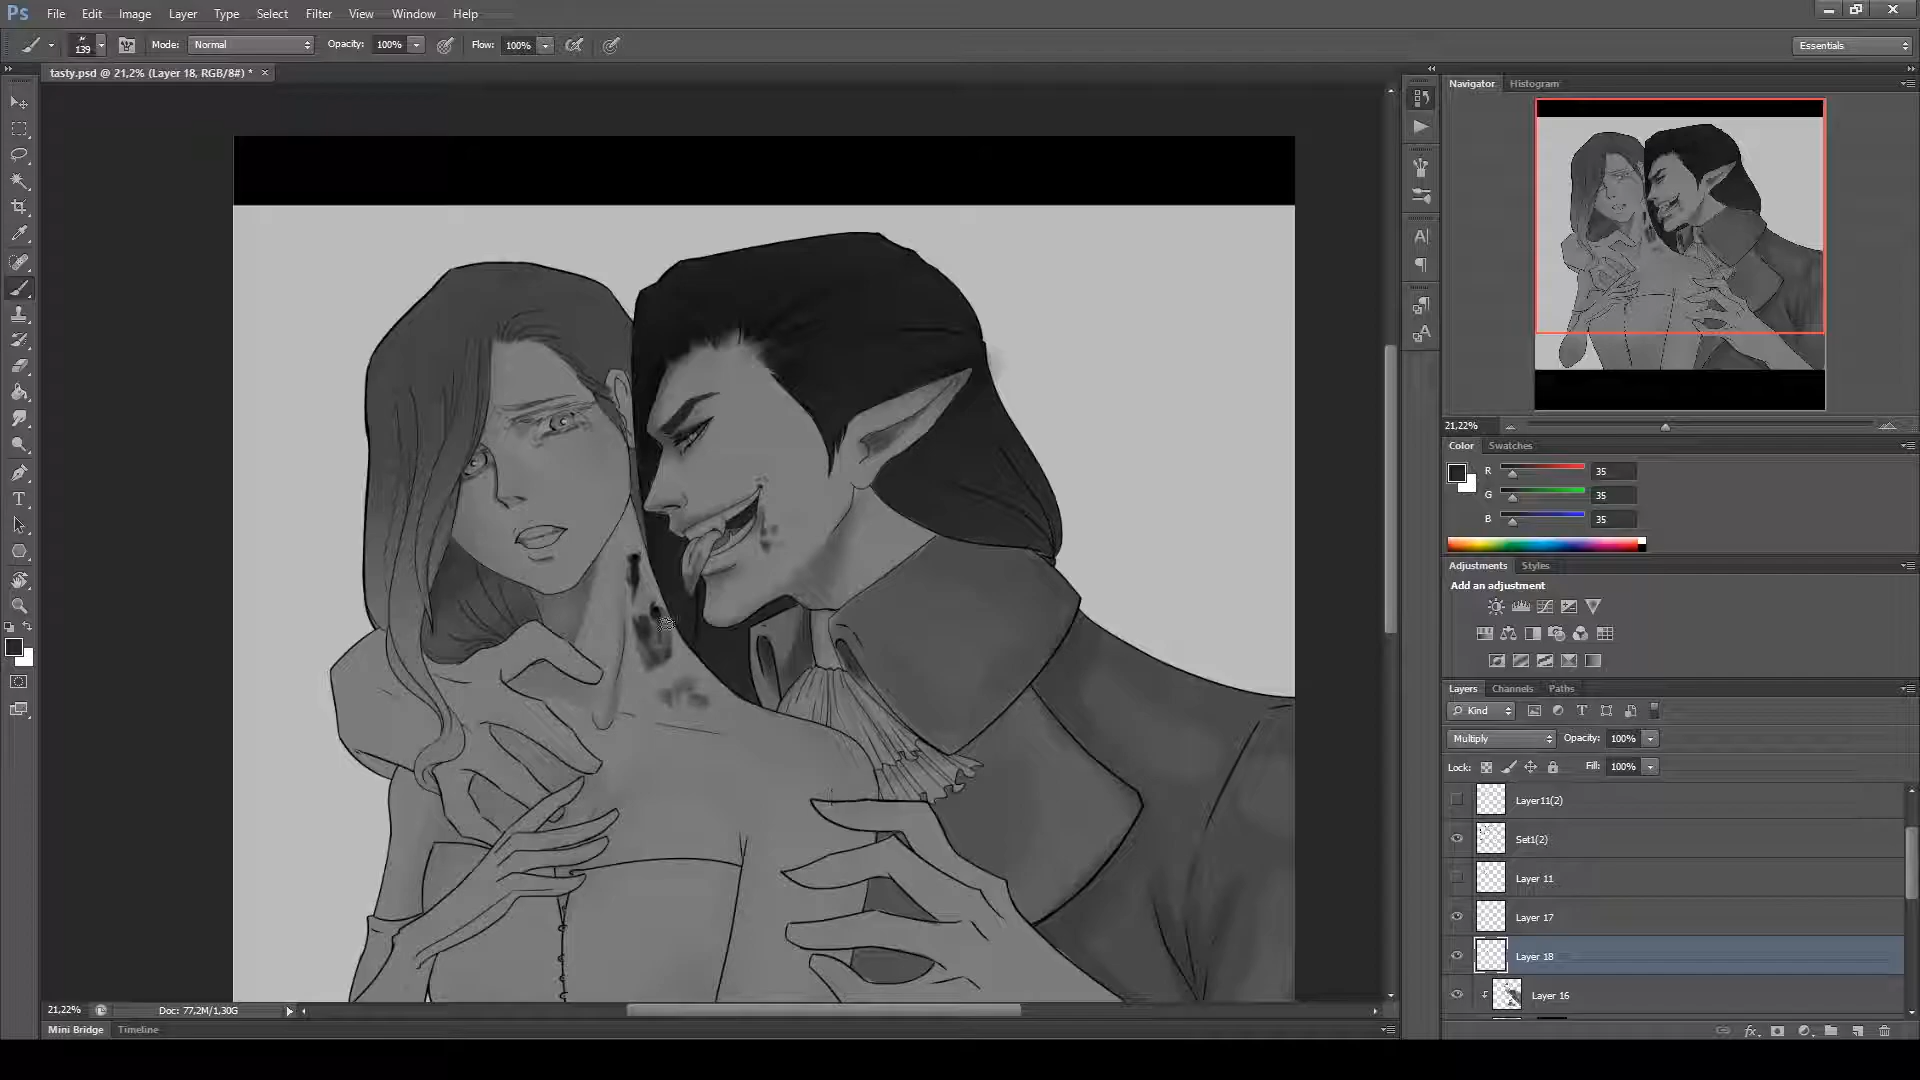 Ps File Edit Image Layer Type Select Filter View Window Help
139 Mode: Normal Opacity: 100% Flow: 100% Essentials
tasty.psd @ 21,2% (Layer 18, RGB/8#) * ×
Navigator Histogram
21,22%
Color Swatches
R 35
G 35
B 35
Adjustments Styles
Add an adjustment
Layers Channels Paths
Kind
Multiply Opacity: 100%
Lock: Fill: 100%
Layer11(2)
Set1(2)
Layer 11
Layer 17
Layer 18
Layer 16
21,22% Doc: 77,2M/1,30G
Mini Bridge Timeline